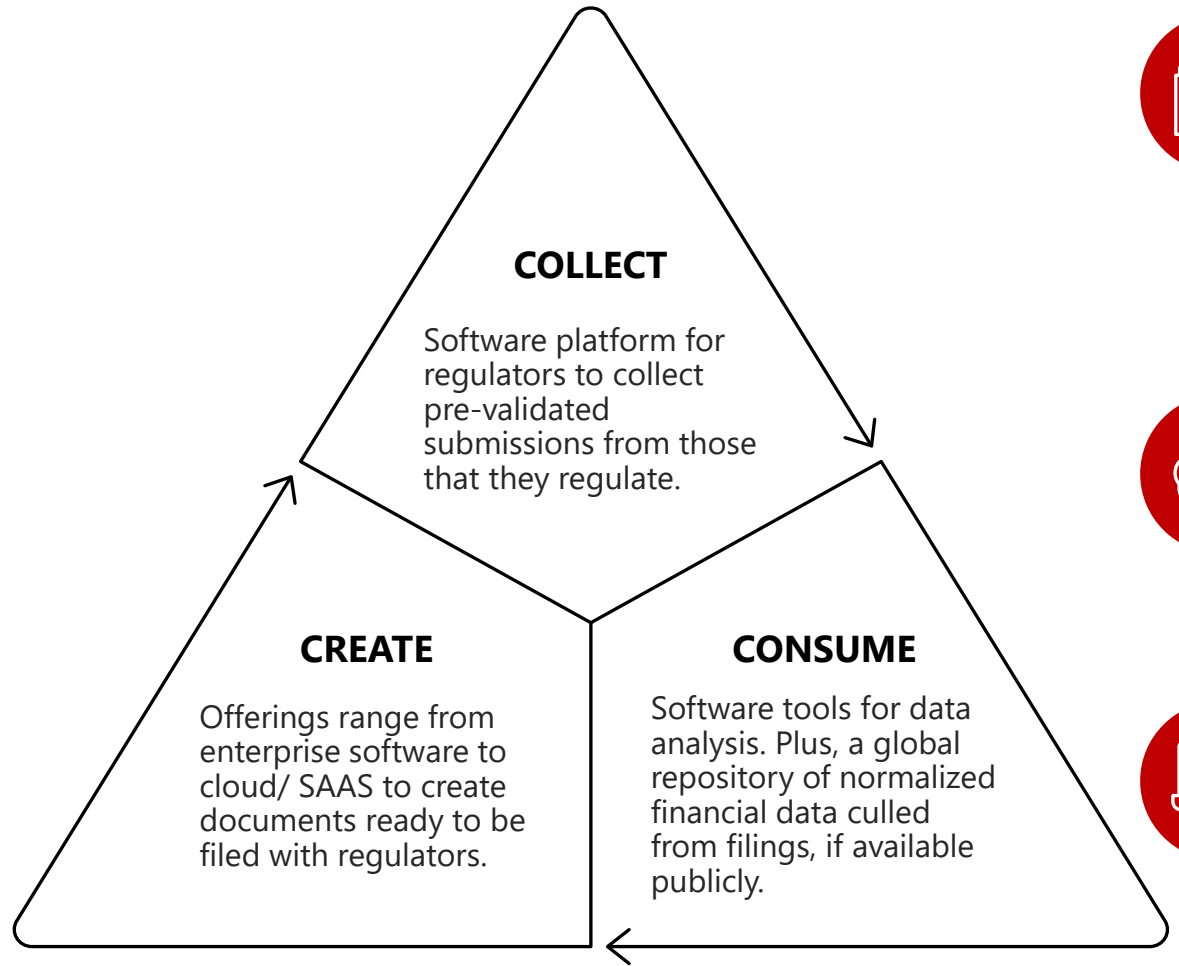 COLLECT
Software platform for
regulators to collect
pre-validated
submissions from those
that they regulate.
CREATE
Offerings range from
enterprise software to
cloud/ SAAS to create
documents ready to be
filed with regulators.
CONSUME
Software tools for data
analysis. Plus, a global
repository of normalized
financial data culled
from filings, if available
publicly.